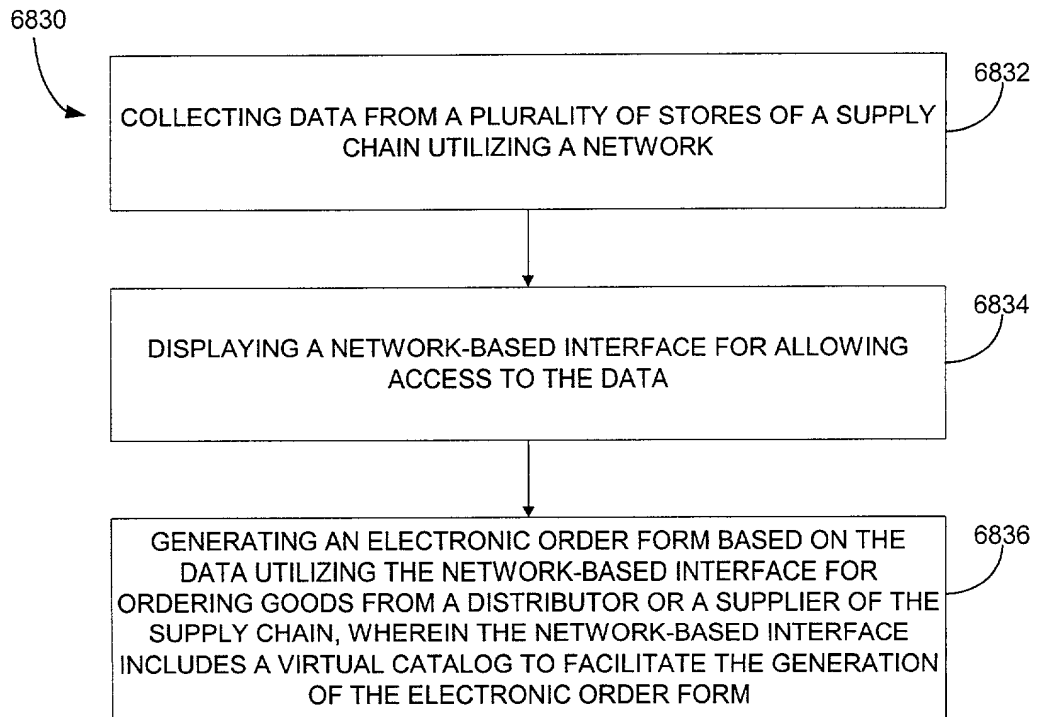 6830
6832
COLLECTING DATA FROM A PLURALITY OF STORES OF A SUPPLY
CHAIN UTILIZING A NETWORK
6834
DISPLAYING A NETWORK-BASED INTERFACE FOR ALLOWING
ACCESS TO THE DATA
6836
GENERATING AN ELECTRONIC ORDER FORM BASED ON THE
DATA UTILIZING THE NETWORK-BASED INTERFACE FOR
ORDERING GOODS FROM A DISTRIBUTOR OR A SUPPLIER OF THE
SUPPLY CHAIN, WHEREIN THE NETWORK-BASED INTERFACE
INCLUDES A VIRTUAL CATALOG TO FACILITATE THE GENERATION
OF THE ELECTRONIC ORDER FORM